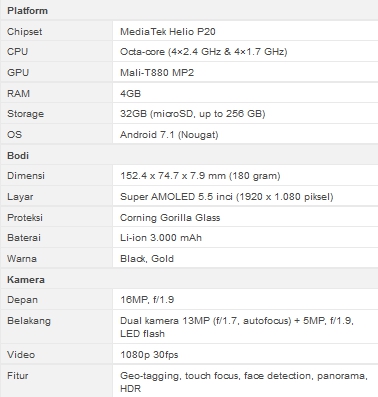 Platform
Chipset MediaTek Helio P20
CPU Octa-core (4×2.4 GHz & 4×1.7 GHz)
GPU Mali-T880 MP2
RAM 4GB
Storage 32GB (microSD, up to 256 GB)
OS Android 7.1 (Nougat)
Bodi
Dimensi 152.4 x 74.7 x 7.9 mm (180 gram)
Layar Super AMOLED 5.5 inci (1920 x 1.080 piksel)
Proteksi Corning Gorilla Glass
Baterai Li-ion 3.000 mAh
Warna Black, Gold
Kamera
Depan 16MP, f/1.9
Belakang Dual kamera 13MP (f/1.7, autofocus) + 5MP, f/1.9,
LED flash
Video 1080p 30fps
Fitur Geo-tagging, touch focus, face detection, panorama,
HDR